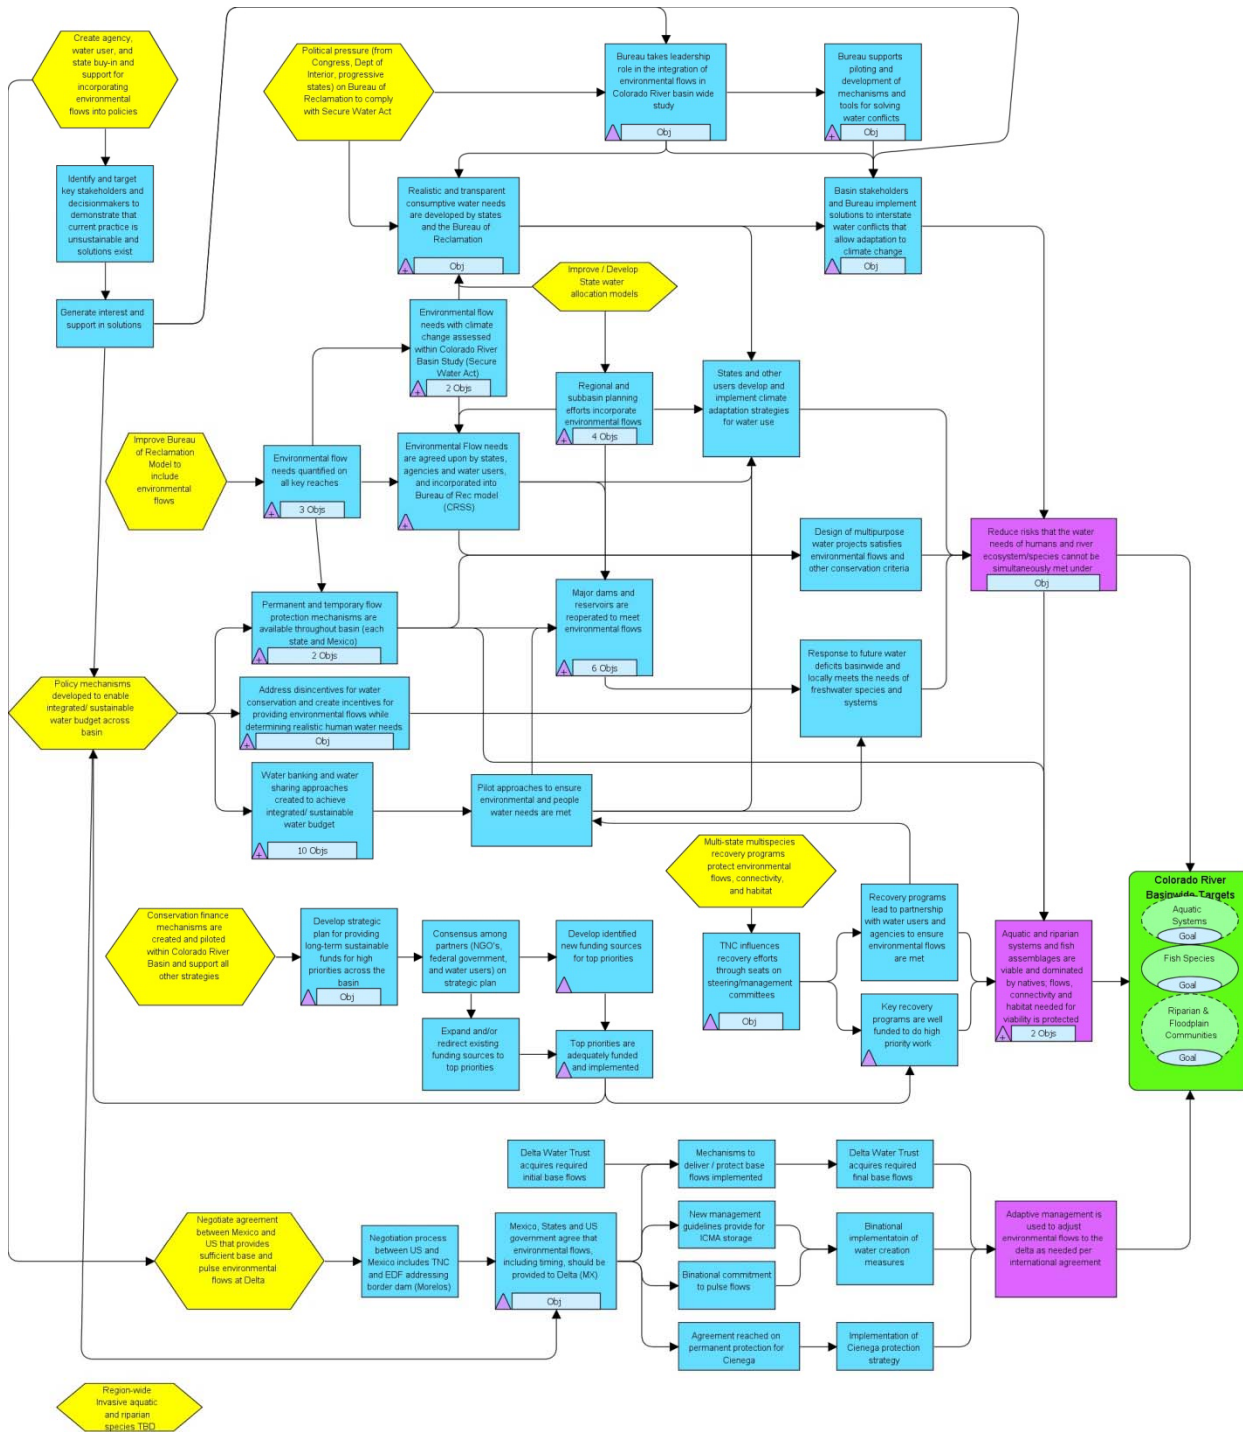 Create agency,
water user, and
state buy-in and
support for
incorporating
environmental
flows into policies
Political pressure (from
Congress, Dept of
Interior, progressive
states) on Bureau of
Reclamation to comply
with Secure Water Act
Bureau takes leadership
role in the integration of
environmental flows in
Colorado River basin wide
study
Obj
Bureau supports
piloting and
development of
mechanisms and
tools for solving
water conflicts
+
Obj
Identify and target
key stakeholders and
decisionmakers to
demonstrate that
current practice is
unsustainable and
solutions exist
Realistic and transparent
consumptive water needs
are developed by states
and the Bureau of
Reclamation
+
Obj
Basin stakeholders
and Bureau implement
solutions to interstate
water conflicts that
allow adaptation to
climate change
Obj
Improve / Develop
State water
allocation models
Generate interest and
support in solutions
Environmental flow
needs with climate
change assessed
within Colorado River
Basin Study (Secure
Water Act)
+
2 Objs
Regional and
subbasin planning
efforts incorporate
environmental flows
+
4 Objs
States and other
users develop and
implement climate
adaptation strategies
for water use
Improve Bureau
of Reclamation
Model to
include
environmental
flows
Environmental flow
needs quantified on
all key reaches
+
3 Objs
Environmental Flow needs
are agreed upon by states,
agencies and water users,
and incorporated into
Bureau of Rec model
(CRSS)
+
Design of multipurpose
water projects satisfies
environmental flows and
other conservation criteria
Reduce risks that the water
needs of humans and river
ecosystem/species cannot be
simultaneously met under
Obj
Permanent and temporary flow
protection mechanisms are
available throughout basin (each
state and Mexico)
+
2 Objs
Major dams and
reservoirs are
reoperated to meet
environmental flows
+
6 Objs
Response to future water
deficits basinwide and
locally meets the needs of
freshwater species and
systems
Policy mechanisms
developed to enable
integrated/ sustainable
water budget across
basin
Address disincentives for water
conservation and create incentives for
providing environmental flows while
determining realistic human water needs
+
Obj
Water banking and water
sharing approaches
created to achieve
integrated/ sustainable
water budget
+
10 Objs
Pilot approaches to ensure
environmental and people
water needs are met
Multi-state multispecies
recovery programs
protect environmental
flows, connectivity,
and habitat
Conservation finance
mechanisms are
created and piloted
within Colorado River
Basin and support all
other strategies
Develop strategic
plan for providing
long-term sustainable
funds for high
priorities across the
basin
Obj
Consensus among
partners (NGO's,
federal government,
and water users) on
strategic plan
Develop identified
new funding sources
for top priorities
TNC influences
recovery efforts
through seats on
steering/management
committees
Obj
Recovery programs
lead to partnership
with water users and
agencies to ensure
environmental flows
are met
Key recovery
programs are well
funded to do high
priority work
Aquatic and riparian
systems and fish
assemblages are
viable and dominated
by natives; flows,
connectivity and
habitat needed for
viability is protected
+
2 Objs
Colorado River
Basinwide Targets
Aquatic
Systems
Goal
Fish Species
Goal
Riparian &
Floodplain
Communities
Goal
Expand and/or
redirect existing
funding sources to
top priorities
Top priorities are
adequately funded
and implemented
Delta Water Trust
acquires required
initial base flows
Mechanisms to
deliver / protect base
flows implemented
Delta Water Trust
acquires required
final base flows
Negotiate agreement
between Mexico and
US that provides
sufficient base and
pulse environmental
flows at Delta
Negotiation process
between US and
Mexico includes TNC
and EDF addressing
border dam (Morelos)
Mexico, States and US
government agree that
environmental flows,
including timing, should be
provided to Delta (MX)
Obj
New management
guidelines provide for
ICMA storage
Binational commitment
to pulse flows
Binational
implementatoin of
water creation
measures
Adaptive management is
used to adjust
environmental flows to
the delta as needed per
international agreement
Agreement reached on
permanent protection for
Cienega
Implementation of
Cienega protection
strategy
Region-wide
Invasive aquatic
and riparian
species TBD